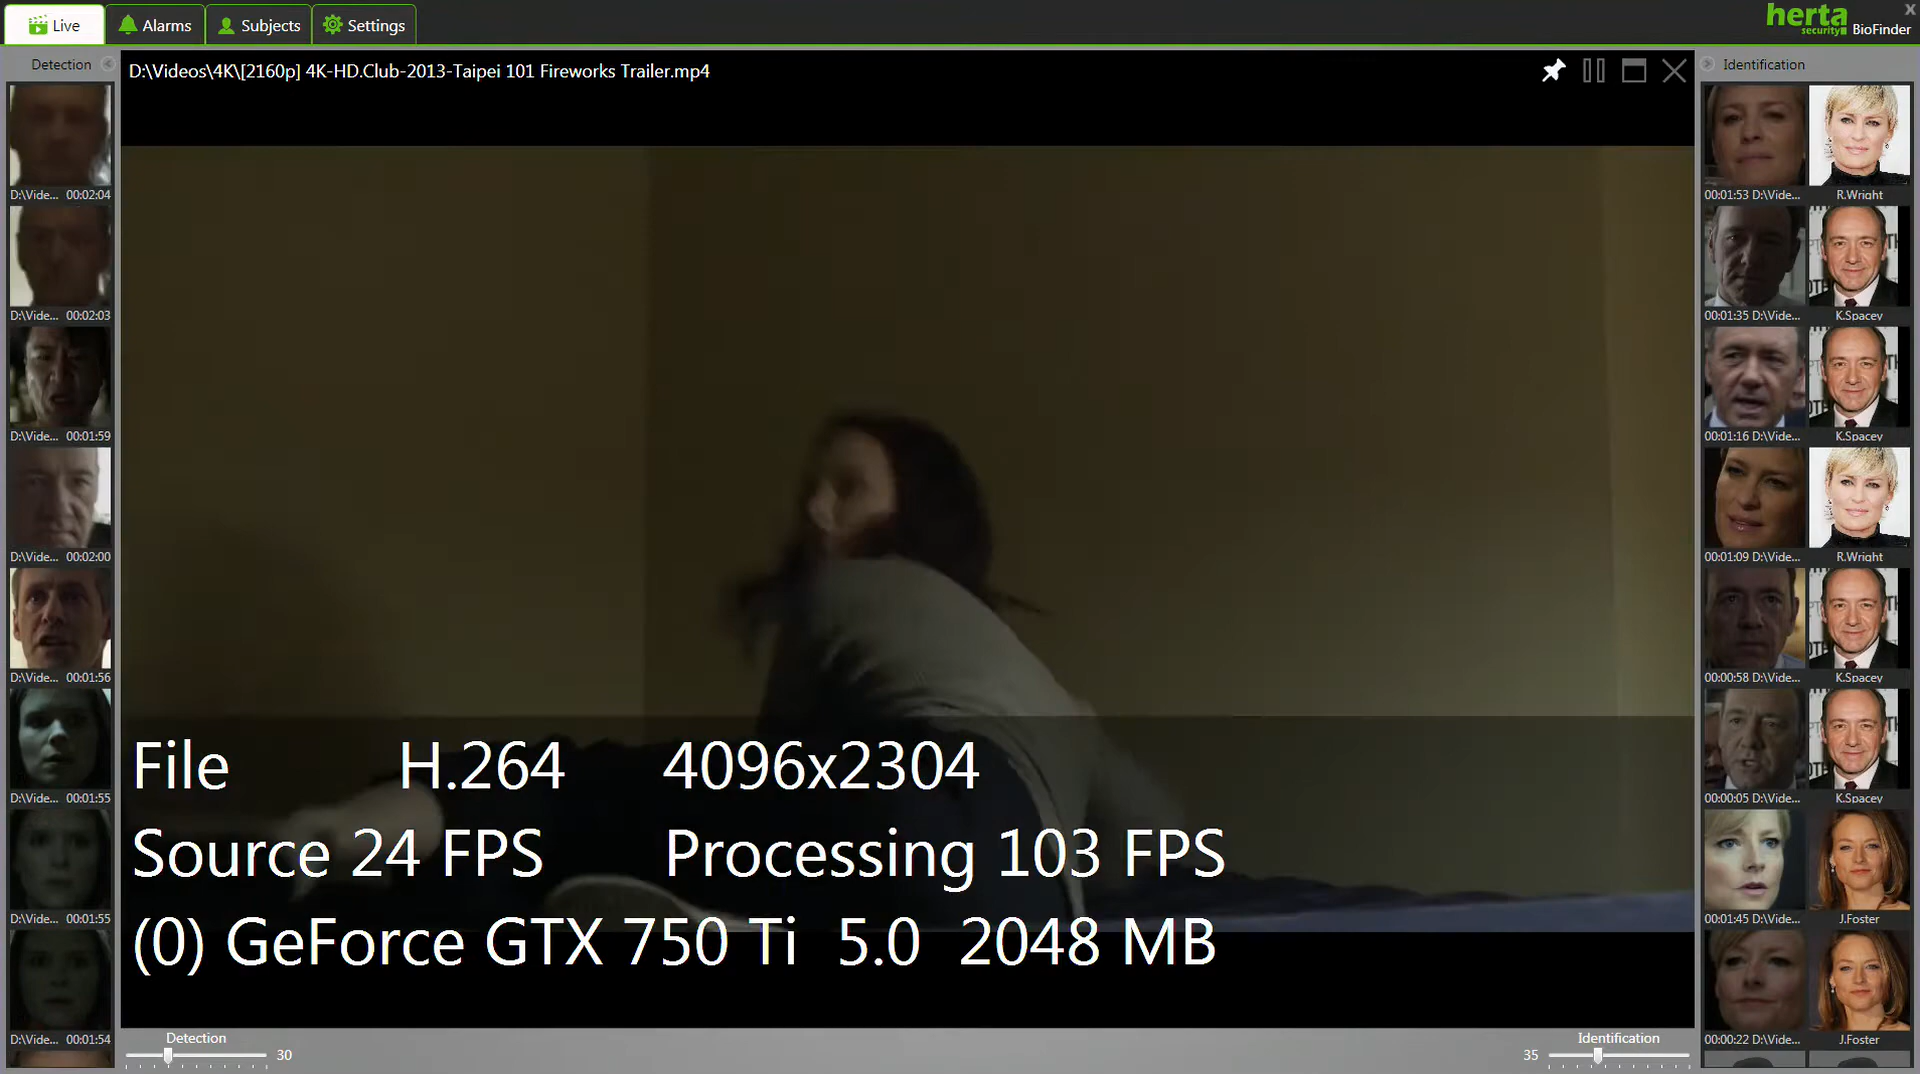 Live
Alarms
Subjects
Settings
herta
security
BioFinder
x
Detection
D:\Videos\4K\[2160p] 4K-HD.Club-2013-Taipei 101 Fireworks Trailer.mp4
Identification
D:\Vide... 00:02:04
D:\Vide... 00:02:03
D:\Vide... 00:01:59
D:\Vide... 00:02:00
D:\Vide... 00:01:56
D:\Vide... 00:01:55
D:\Vide... 00:01:55
D:\Vide... 00:01:54
File H.264 4096x2304
Source 24 FPS Processing 103 FPS
(0) GeForce GTX 750 Ti 5.0 2048 MB
00:01:53 D:\Vide... R.Wright
00:01:35 D:\Vide... K.Spacey
00:01:16 D:\Vide... K.Spacey
00:01:09 D:\Vide... R.Wright
00:00:58 D:\Vide... K.Spacey
00:00:05 D:\Vide... K.Spacey
00:01:45 D:\Vide... J.Foster
00:00:22 D:\Vide... J.Foster
Detection
30
Identification
35